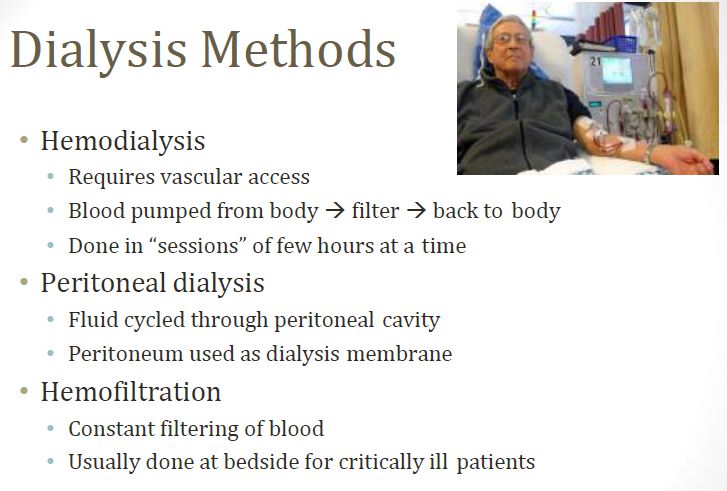 Dialysis Methods
21
• Hemodialysis
• Requires vascular access
• Blood pumped from body → filter → back to body
• Done in “sessions” of few hours at a time
• Peritoneal dialysis
• Fluid cycled through peritoneal cavity
• Peritoneum used as dialysis membrane
• Hemofiltration
• Constant filtering of blood
• Usually done at bedside for critically ill patients